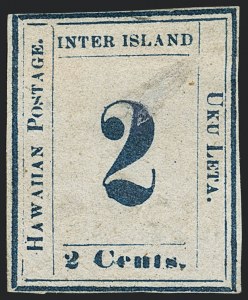 INTER ISLAND
HAWAIIAN POSTAGE.
2
UKU LETA.
2 Cents.